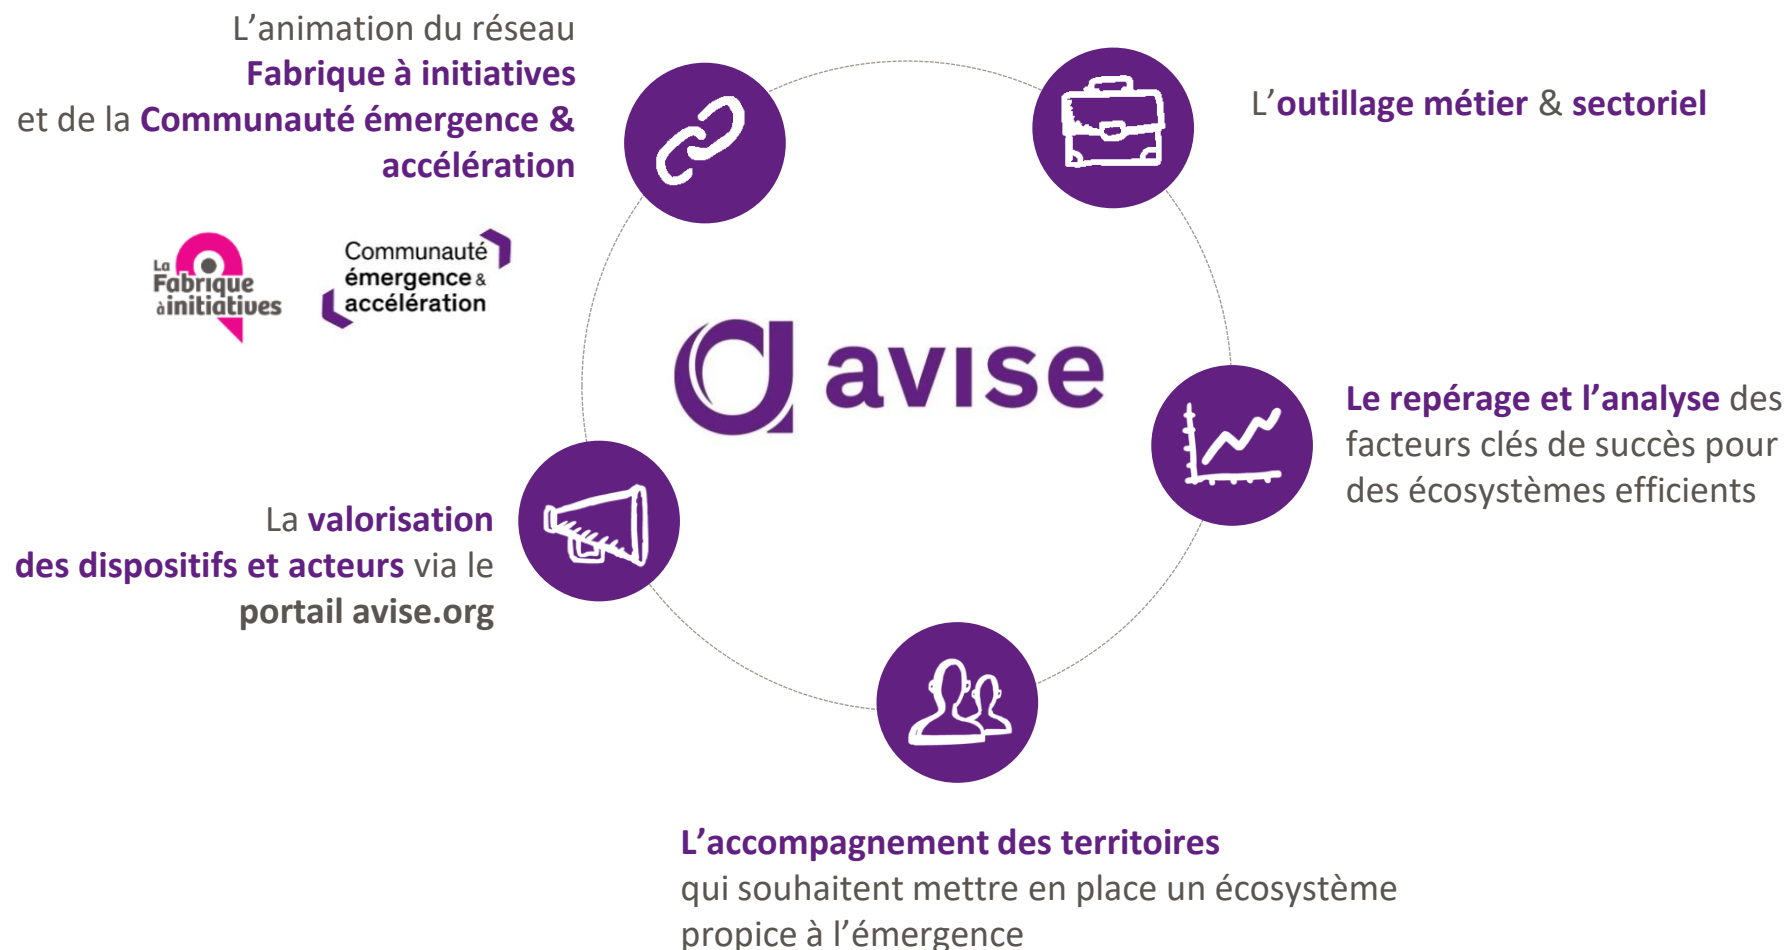 L’animation du réseau
Fabrique à initiatives
et de la Communauté émergence &
accélération
La
Fabrique
à initiatives
Communauté
émergence &
accélération
L’outillage métier & sectoriel
avise
Le repérage et l’analyse des
facteurs clés de succès pour
des écosystèmes efficients
La valorisation
des dispositifs et acteurs via le
portail avise.org
L’accompagnement des territoires
qui souhaitent mettre en place un écosystème
propice à l’émergence